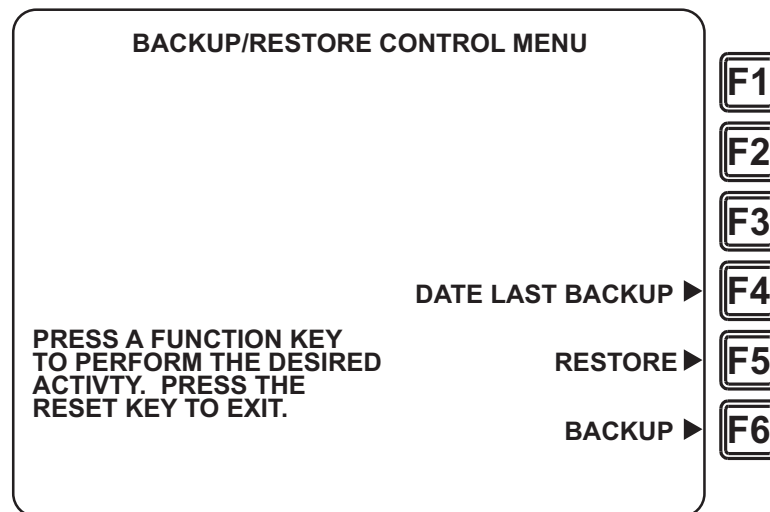 BACKUP/RESTORE CONTROL MENU
F1
F2
F3
DATE LAST BACKUP ▶
F4
PRESS A FUNCTION KEY
TO PERFORM THE DESIRED
ACTIVTY. PRESS THE
RESET KEY TO EXIT.
RESTORE ▶
F5
BACKUP ▶
F6